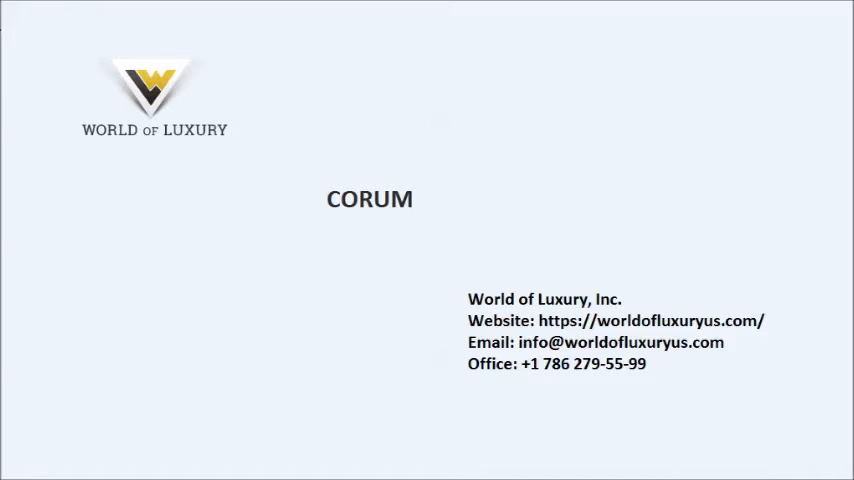 WORLD OF LUXURY
CORUM
World of Luxury, Inc.
Website: https://worldofluxuryus.com/
Email: info@worldofluxuryus.com
Office: +1 786 279-55-99